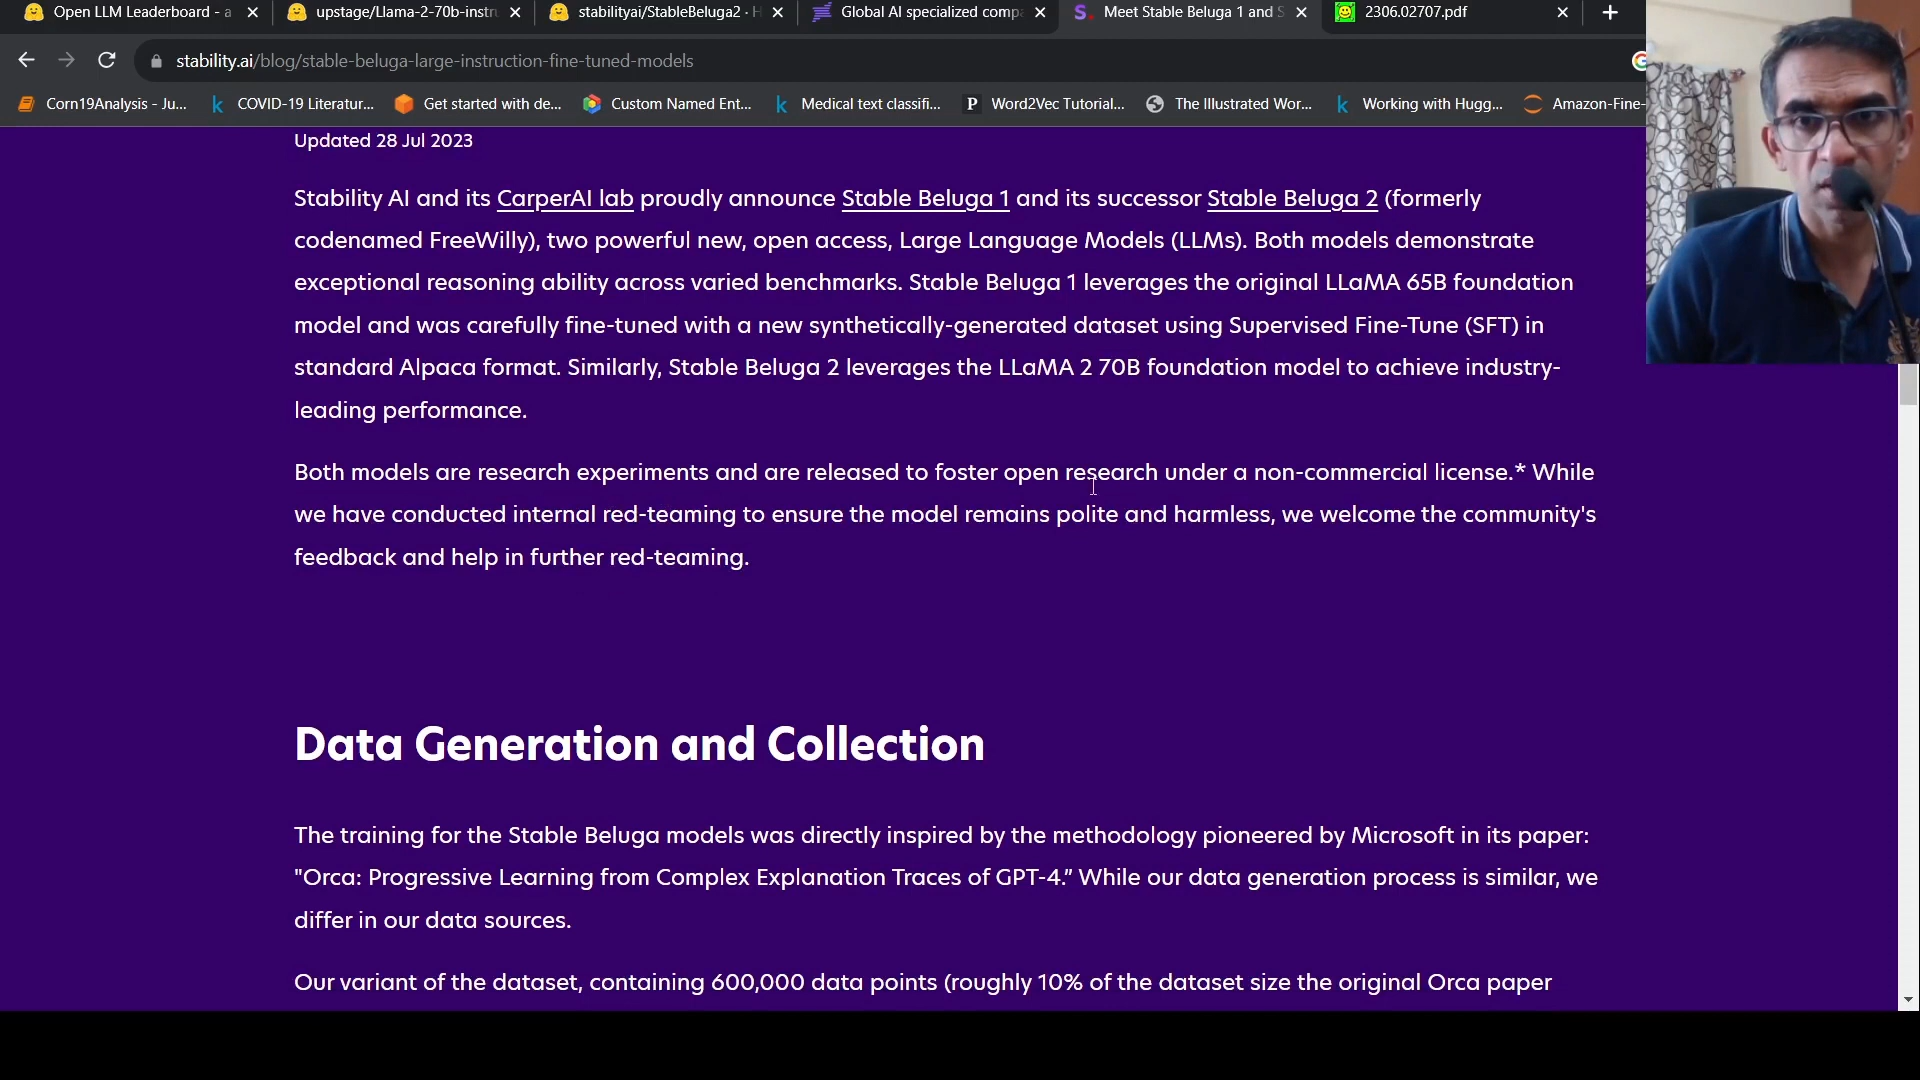 Open LLM Leaderboard - a
upstage/Llama-2-70b-instru
stabilityai/StableBeluga2 · H
Global AI specialized comp
Meet Stable Beluga 1 and S
2306.02707.pdf
stability.ai/blog/stable-beluga-large-instruction-fine-tuned-models
Corn19Analysis - Ju...
COVID-19 Literatur...
Get started with de...
Custom Named Ent...
Medical text classifi...
Word2Vec Tutorial...
The Illustrated Wor...
Working with Hugg...
Amazon-Fine-
Updated 28 Jul 2023
Stability AI and its CarperAI lab proudly announce Stable Beluga 1 and its successor Stable Beluga 2 (formerly
codenamed FreeWilly), two powerful new, open access, Large Language Models (LLMs). Both models demonstrate
exceptional reasoning ability across varied benchmarks. Stable Beluga 1 leverages the original LLaMA 65B foundation
model and was carefully fine-tuned with a new synthetically-generated dataset using Supervised Fine-Tune (SFT) in
standard Alpaca format. Similarly, Stable Beluga 2 leverages the LLaMA 2 70B foundation model to achieve industry-
leading performance.
Both models are research experiments and are released to foster open research under a non-commercial license.* While
we have conducted internal red-teaming to ensure the model remains polite and harmless, we welcome the community's
feedback and help in further red-teaming.
Data Generation and Collection
The training for the Stable Beluga models was directly inspired by the methodology pioneered by Microsoft in its paper:
"Orca: Progressive Learning from Complex Explanation Traces of GPT-4.” While our data generation process is similar, we
differ in our data sources.
Our variant of the dataset, containing 600,000 data points (roughly 10% of the dataset size the original Orca paper